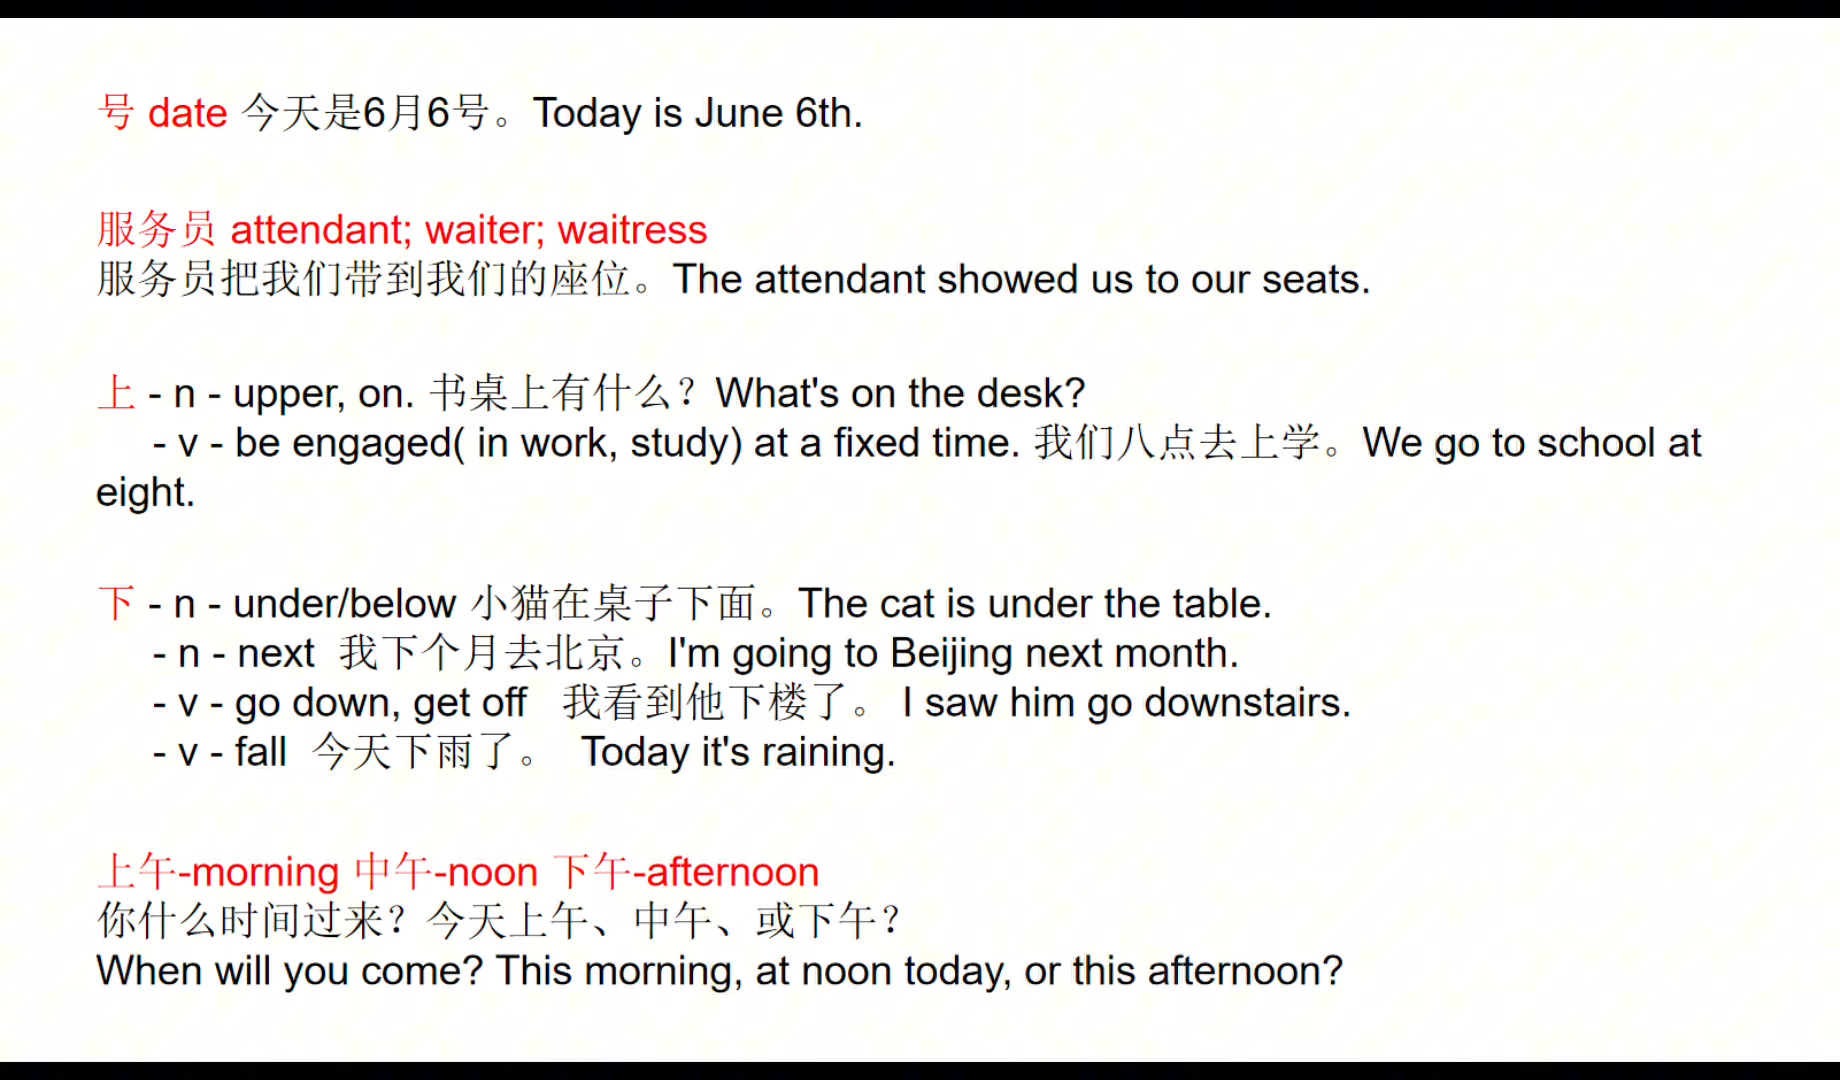 号 date 今天是6月6号。Today is June 6th.
服务员 attendant; waiter; waitress
服务员把我们带到我们的座位。The attendant showed us to our seats.
上 - n - upper, on. 书桌上有什么？What's on the desk?
- v - be engaged( in work, study) at a fixed time. 我们八点去上学。We go to school at
eight.
下 - n - under/below 小猫在桌子下面。The cat is under the table.
- n - next 我下个月去北京。I'm going to Beijing next month.
- v - go down, get off 我看到他下楼了。 I saw him go downstairs.
- v - fall 今天下雨了。 Today it's raining.
上午-morning 中午-noon 下午-afternoon
你什么时间过来？今天上午、中午、或下午？
When will you come? This morning, at noon today, or this afternoon?